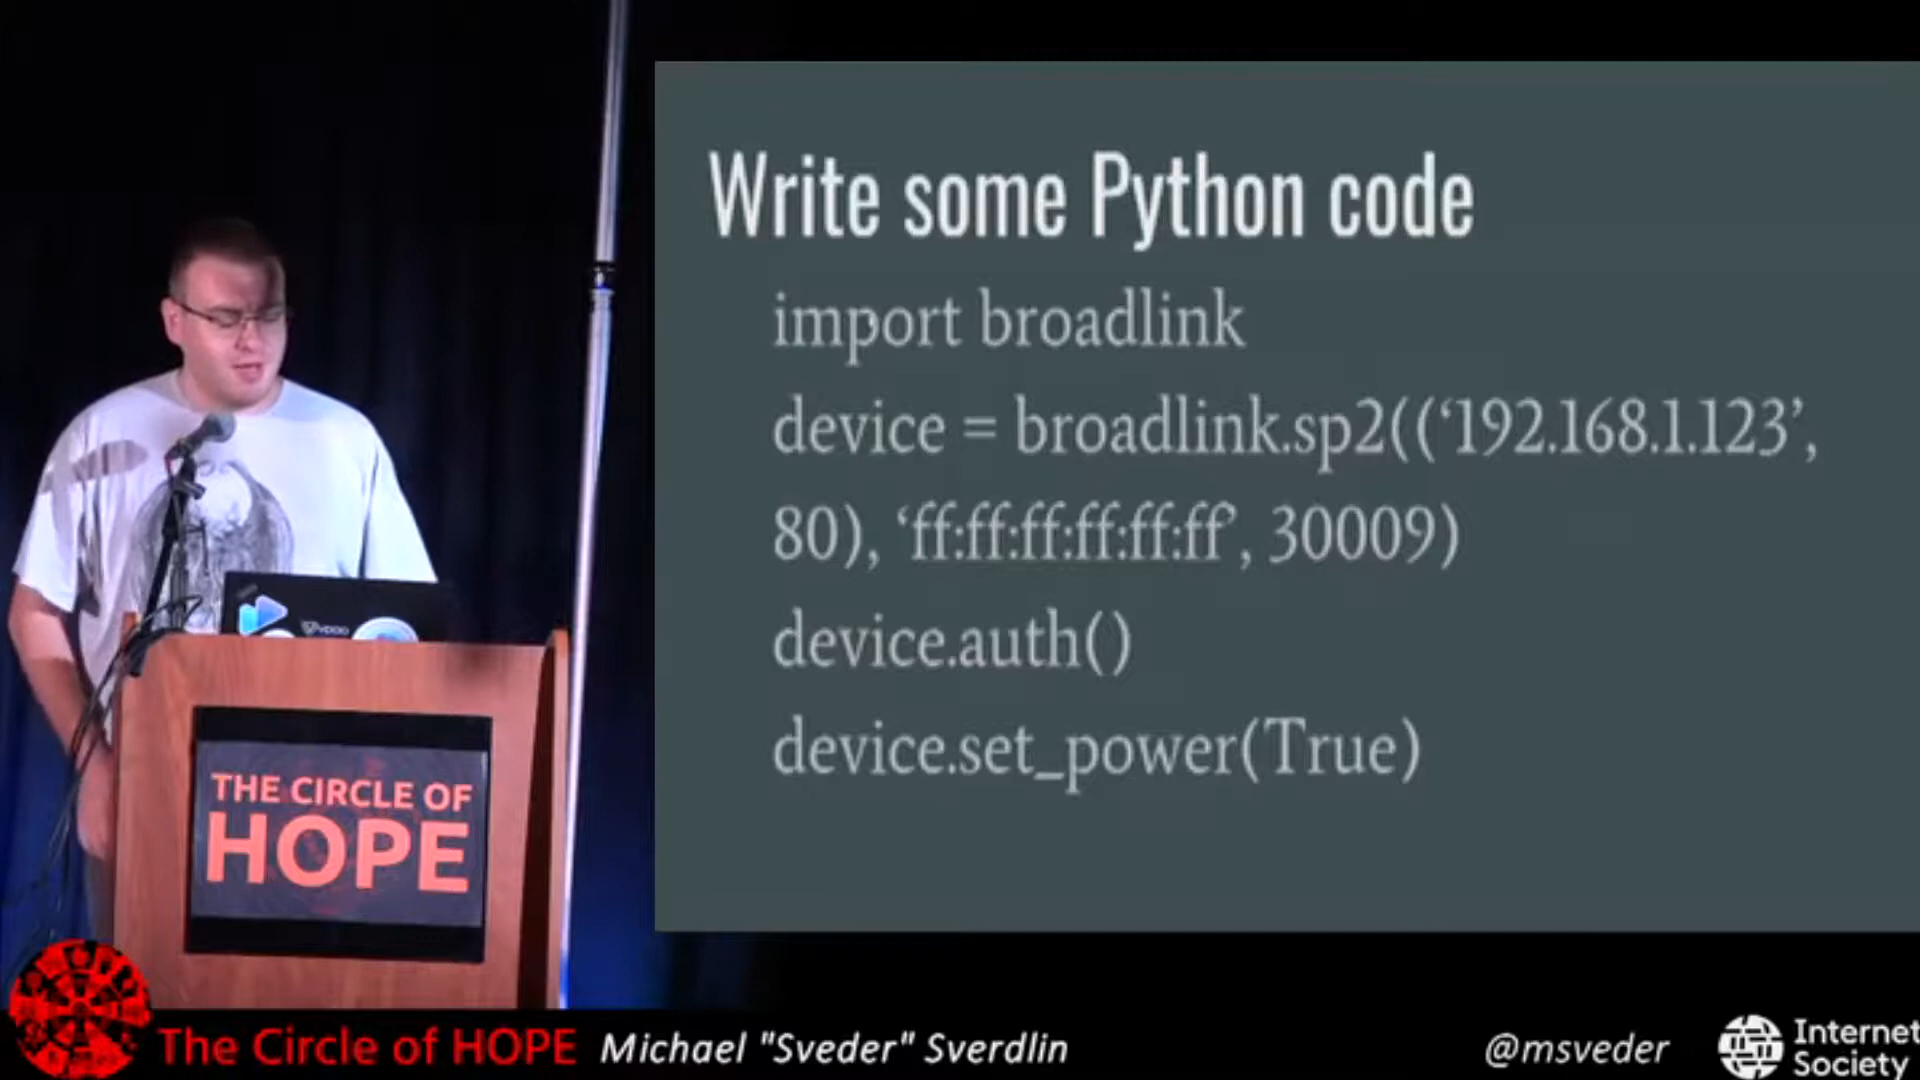 Write some Python code
import broadlink
device = broadlink.sp2((‘192.168.1.123’,
80), ‘ff:ff:ff:ff:ff:ff’, 30009)
device.auth()
device.set_power(True)
THE CIRCLE OF
HOPE
The Circle of HOPE Michael "Sveder" Sverdlin @msveder Internet
Society